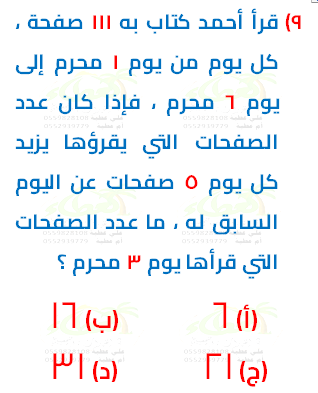 ٩) قرأ أحمد كتاب به ١١١ صفحة ،
كل يوم من يوم ١ محرم إلى
يوم ٦ محرم ، فإذا كان عدد
الصفحات التي يقرؤها يزيد
كل يوم ٥ صفحات عن اليوم
السابق له ، ما عدد الصفحات
التي قرأها يوم ٣ محرم ؟
(أ) ٦ (ب) ١٦
(ج) ٢١ (د) ٣١